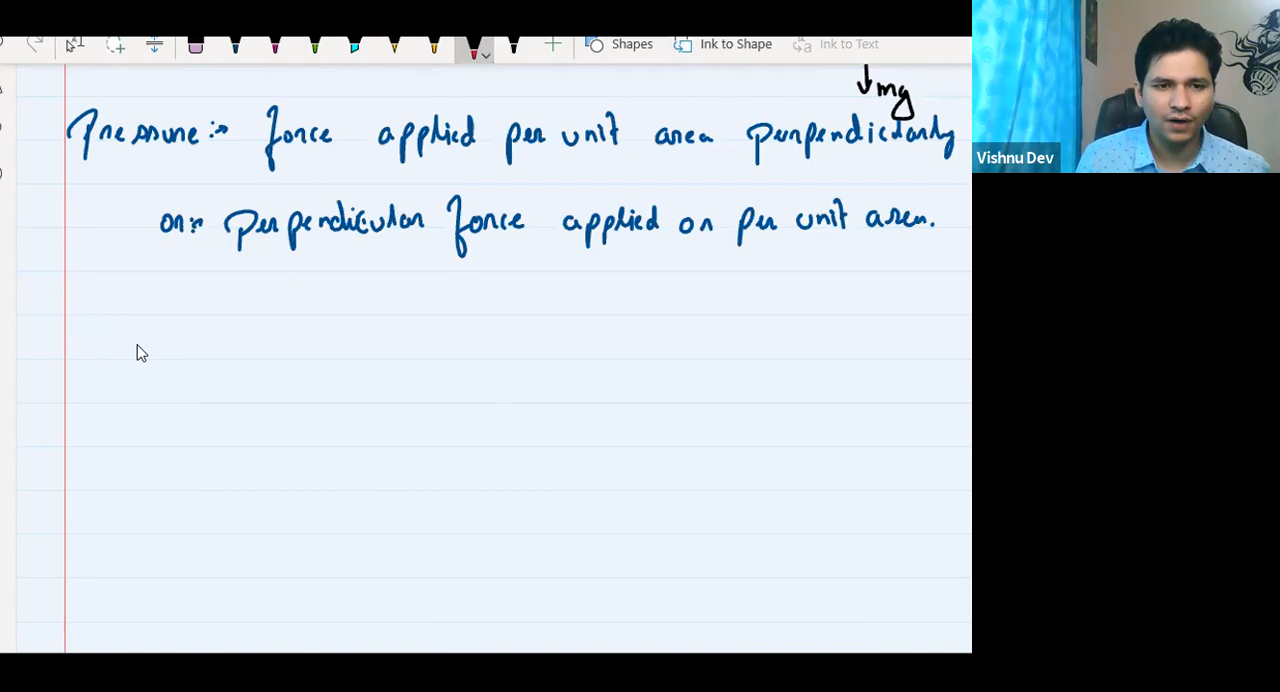 Shapes Ink to Shape Ink to Text
mg
Pressure:→ force applied per unit area perpendicularly
or:- perpendicular force applied on per unit area.
Vishnu Dev